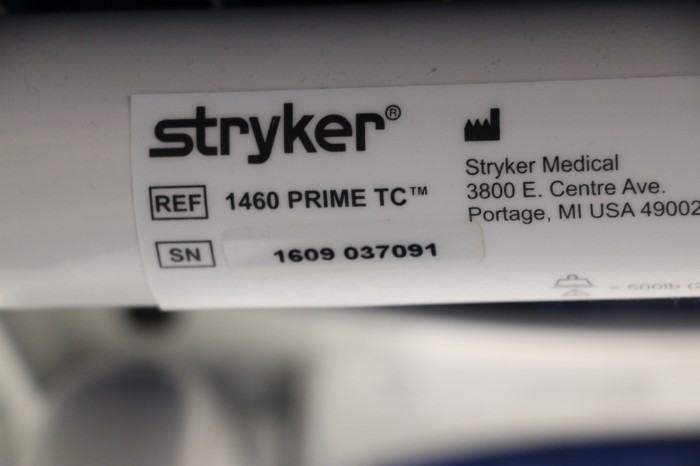 stryker®
REF 1460 PRIME TC™
SN 1609 037091
Stryker Medical
3800 E. Centre Ave.
Portage, MI USA 49002